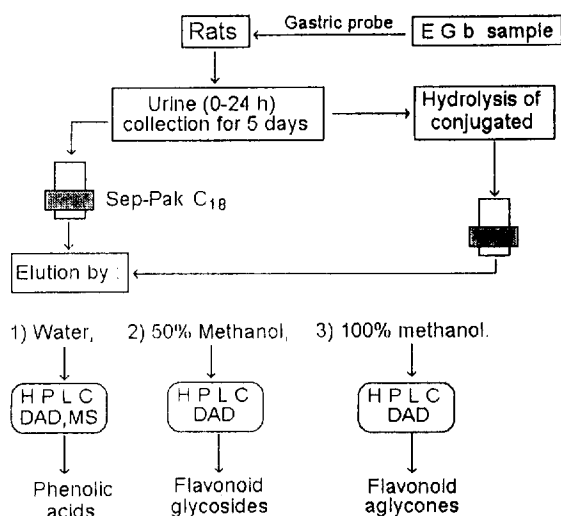 Gastric probe
Rats
E G b sample
Urine (0-24 h)
collection for 5 days
Hydrolysis of
conjugated
Sep-Pak C18
Elution by :
1) Water,
2) 50% Methanol,
3) 100% methanol.
H P L C
DAD,MS
H P L C
DAD
H P L C
DAD
Phenolic
acids
Flavonoid
glycosides
Flavonoid
aglycones